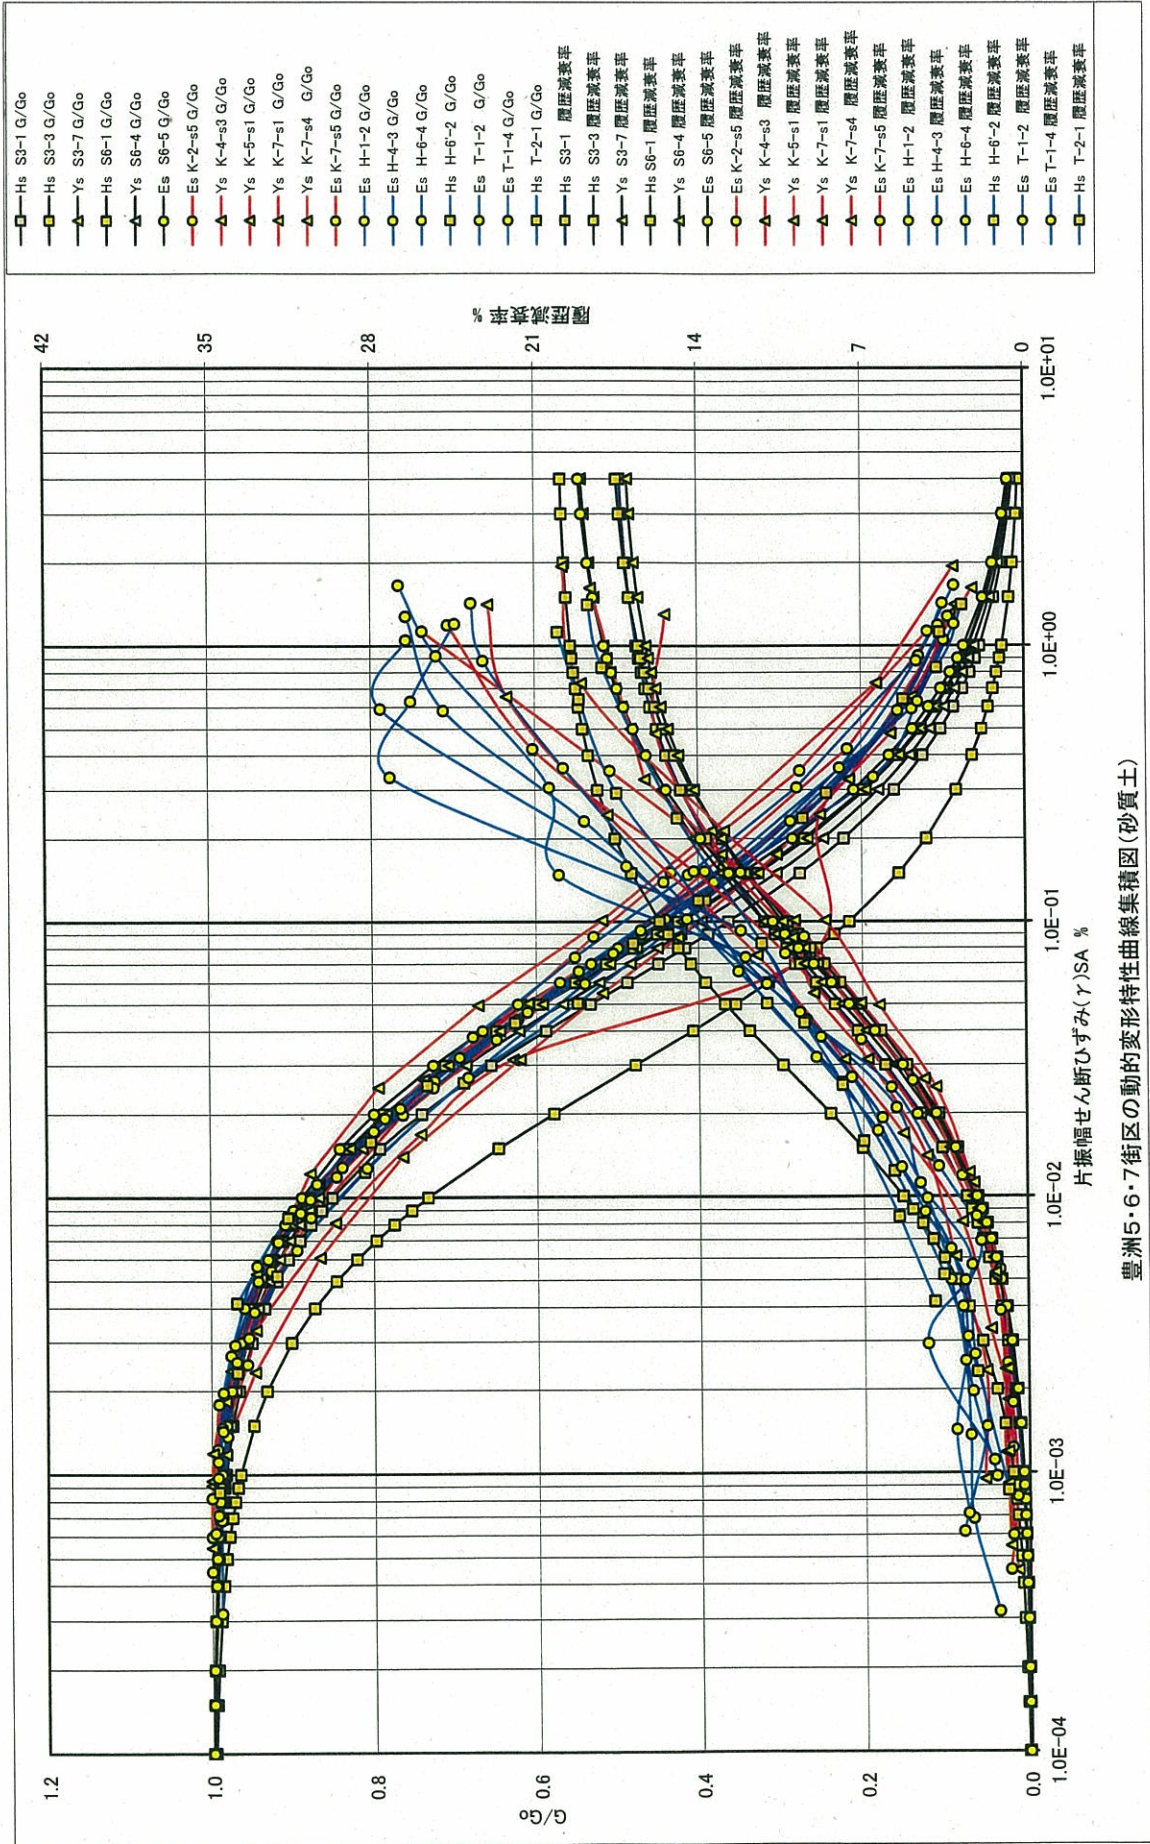 Hs S3-1 G/Go
Hs S3-3 G/Go
Ys S3-7 G/Go
Hs S6-1 G/Go
Ys S6-4 G/Go
Es S6-5 G/Go
Es K-2-s5 G/Go
Ys K-4-s3 G/Go
Ys K-5-s1 G/Go
Ys K-7-s1 G/Go
Ys K-7-s4 G/Go
Es K-7-s5 G/Go
Es H-1-2 G/Go
Es H-4-3 G/Go
Es H-6-4 G/Go
Hs H-6'-2 G/Go
Es T-1-2 G/Go
Es T-1-4 G/Go
Hs T-2-1 G/Go
Hs S3-1 履歴減衰率
Hs S3-3 履歴減衰率
Ys S3-7 履歴減衰率
Hs S6-1 履歴減衰率
Ys S6-4 履歴減衰率
Es S6-5 履歴減衰率
Es K-2-s5 履歴減衰率
Ys K-4-s3 履歴減衰率
Ys K-5-s1 履歴減衰率
Ys K-7'-s1 履歴減衰率
Ys K-7-s4 履歴減衰率
Es K-7-s5 履歴減衰率
Es H-1-2 履歴減衰率
Es H-4-3 履歴減衰率
Es H-6-4 履歴減衰率
Hs H-6'-2 履歴減衰率
Es T-1-2 履歴減衰率
Es T-1-4 履歴減衰率
Hs T-2-1 履歴減衰率
履歴減衰率 %
42
35
28
21
14
7
0
1.2
1.0
0.8
0.6
0.4
0.2
0.0
G/Go
1.0E-04
1.0E-03
1.0E-02
1.0E-01
1.0E+00
1.0E+01
片振幅せん断ひずみ(γ)SA %
豊洲5・6・7街区の動的変形特性曲線集積図(砂質土)